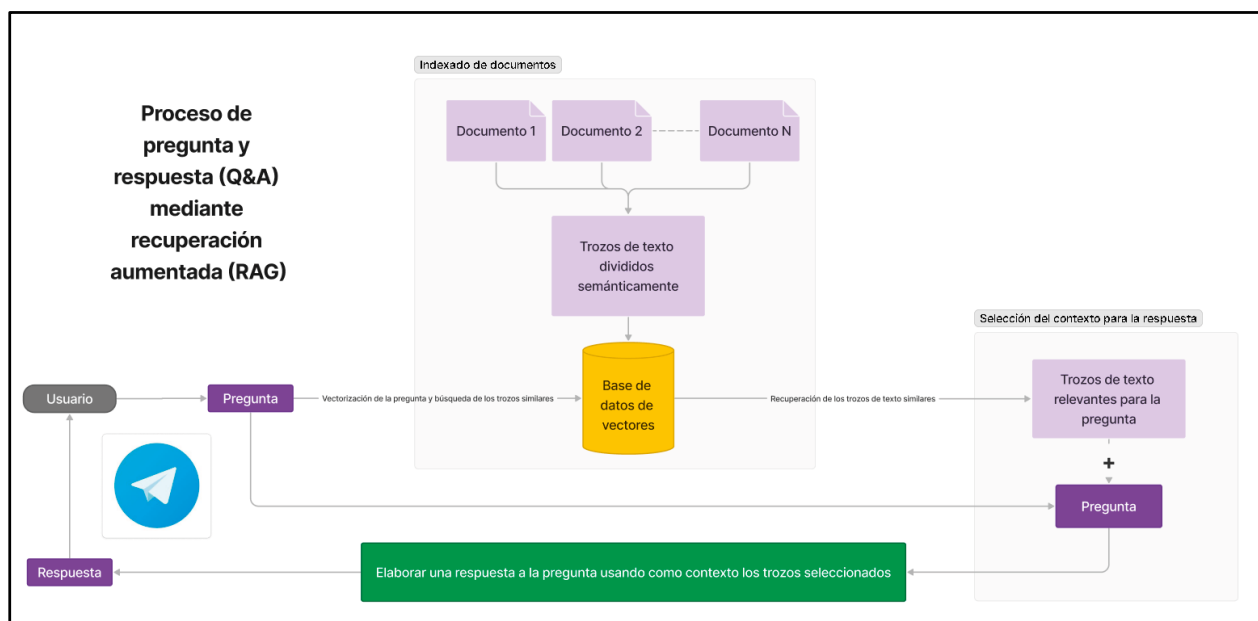 Proceso de
pregunta y
respuesta (Q&A)
mediante
recuperación
aumentada (RAG)
Indexado de documentos
Documento 1
Documento 2
Documento N
Trozos de texto
divididos
semánticamente
Base de
datos de
vectores
Usuario
Pregunta
Vectorización de la pregunta y búsqueda de los trozos similares
Recuperación de los trozos de texto similares
Selección del contexto para la respuesta
Trozos de texto
relevantes para la
pregunta
+
Pregunta
Elaborar una respuesta a la pregunta usando como contexto los trozos seleccionados
Respuesta